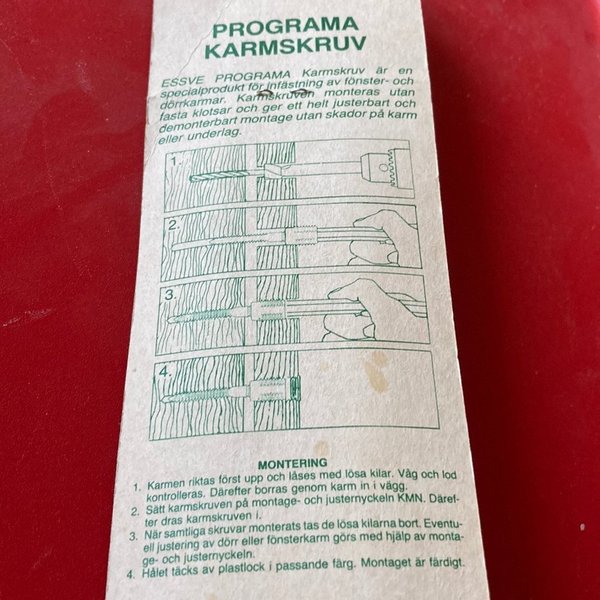 PROGRAMA
KARMSKRUV
ESSVE PROGRAMA Karmskruv är en
specialprodukt för infästning av fönster- och
dörrkarmar. Karmskruven monteras utan
fasta klotsar och ger ett helt justerbart och
demonterbart montage utan skador på karm
eller underlag.
1.
2.
3.
4.
MONTERING
1. Karmen riktas först upp och låses med lösa kilar. Våg och lod
kontrolleras. Därefter borras genom karm in i vägg.
2. Sätt karmskruven på montage- och justernyckeln KMN. Däref-
ter dras karmskruven i.
3. När samtliga skruvar monterats tas de lösa kilarna bort. Eventu-
ell justering av dörr eller fönsterkarm görs med hjälp av monta-
ge- och justernyckeln.
4. Hålet täcks av plastlock i passande färg. Montaget är färdigt.